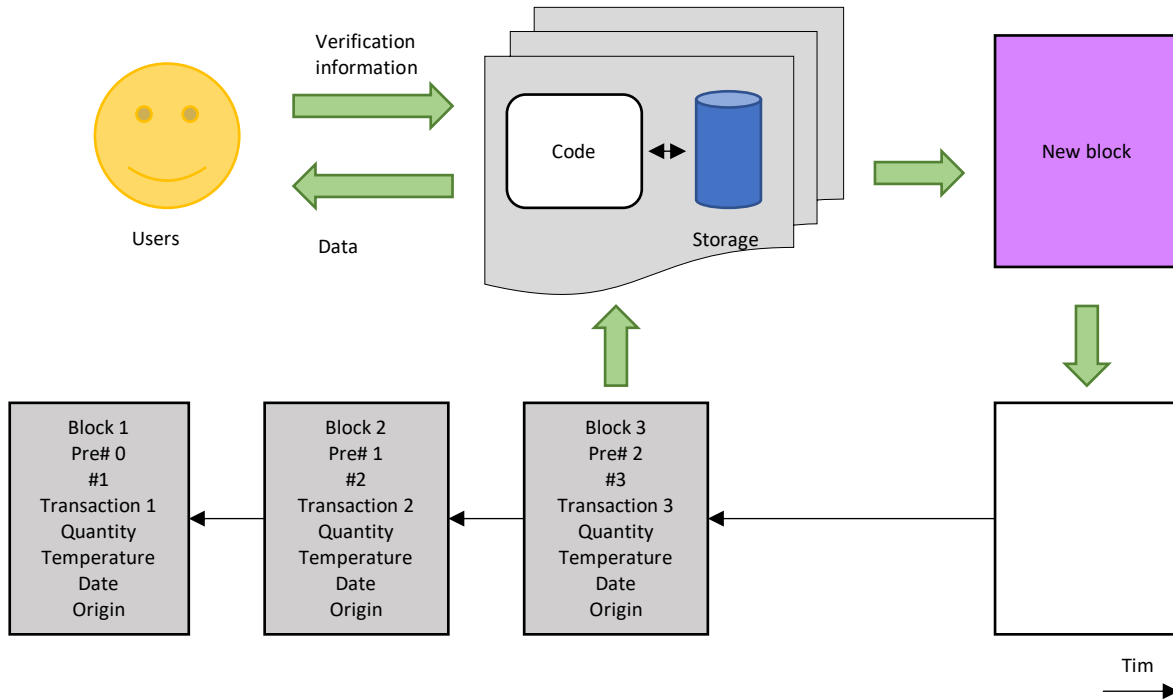 Verification
information
Code
New block
Users
Data
Storage
Block 1
Pre# 0
#1
Transaction 1
Quantity
Temperature
Date
Origin
Block 2
Pre# 1
#2
Transaction 2
Quantity
Temperature
Date
Origin
Block 3
Pre# 2
#3
Transaction 3
Quantity
Temperature
Date
Origin
Tim